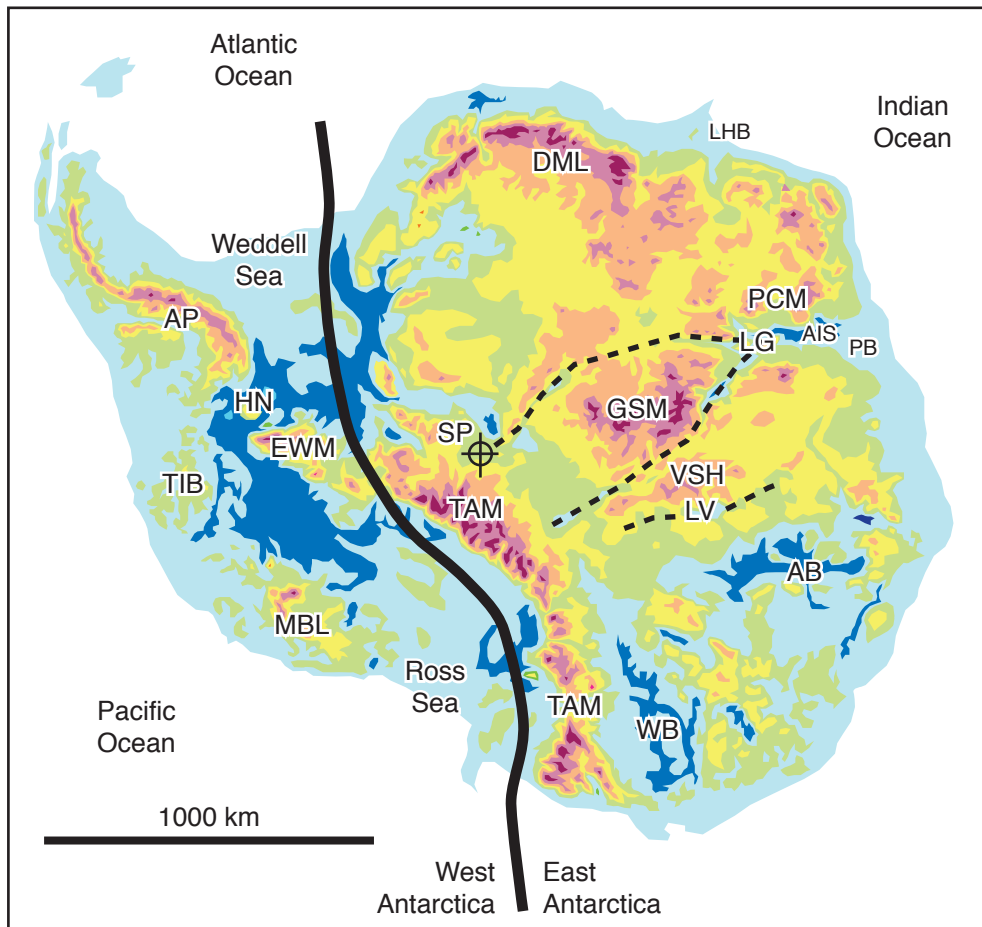 Atlantic
Ocean
Indian
Ocean
LHB
DML
Weddell
Sea
PCM
AP
LG
AIS
PB
HN
GSM
SP
EWM
VSH
TIB
TAM
LV
AB
MBL
Ross
Sea
TAM
WB
Pacific
Ocean
1000 km
West
Antarctica
East
Antarctica